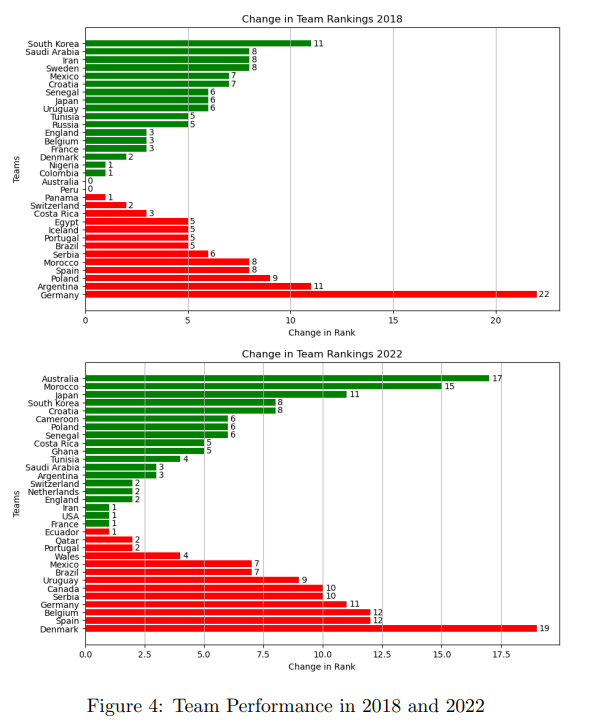 Change in Team Rankings 2018
South Korea 11
Saudi Arabia 8
Iran 8
Sweden 8
Mexico 7
Croatia 7
Senegal 6
Japan 6
Uruguay 6
Tunisia 5
Russia 5
England 3
Belgium 3
France 3
Denmark 2
Nigeria 1
Colombia 1
Australia 0
Peru 0
Panama 1
Switzerland 2
Costa Rica 3
Egypt 5
Iceland 5
Portugal 5
Brazil 5
Serbia 6
Morocco 8
Spain 8
Poland 9
Argentina 11
Germany 22
Teams
0 5 10 15 20
Change in Rank
Change in Team Rankings 2022
Australia 17
Morocco 15
Japan 11
South Korea 8
Croatia 8
Cameroon 6
Poland 6
Senegal 6
Costa Rica 5
Ghana 5
Tunisia 4
Saudi Arabia 3
Argentina 3
Switzerland 2
Netherlands 2
England 2
Iran 1
USA 1
France 1
Ecuador 1
Qatar 2
Portugal 2
Wales 4
Mexico 7
Brazil 7
Uruguay 9
Canada 10
Serbia 10
Germany 11
Belgium 12
Spain 12
Denmark 19
Teams
0.0 2.5 5.0 7.5 10.0 12.5 15.0 17.5
Change in Rank
Figure 4: Team Performance in 2018 and 2022